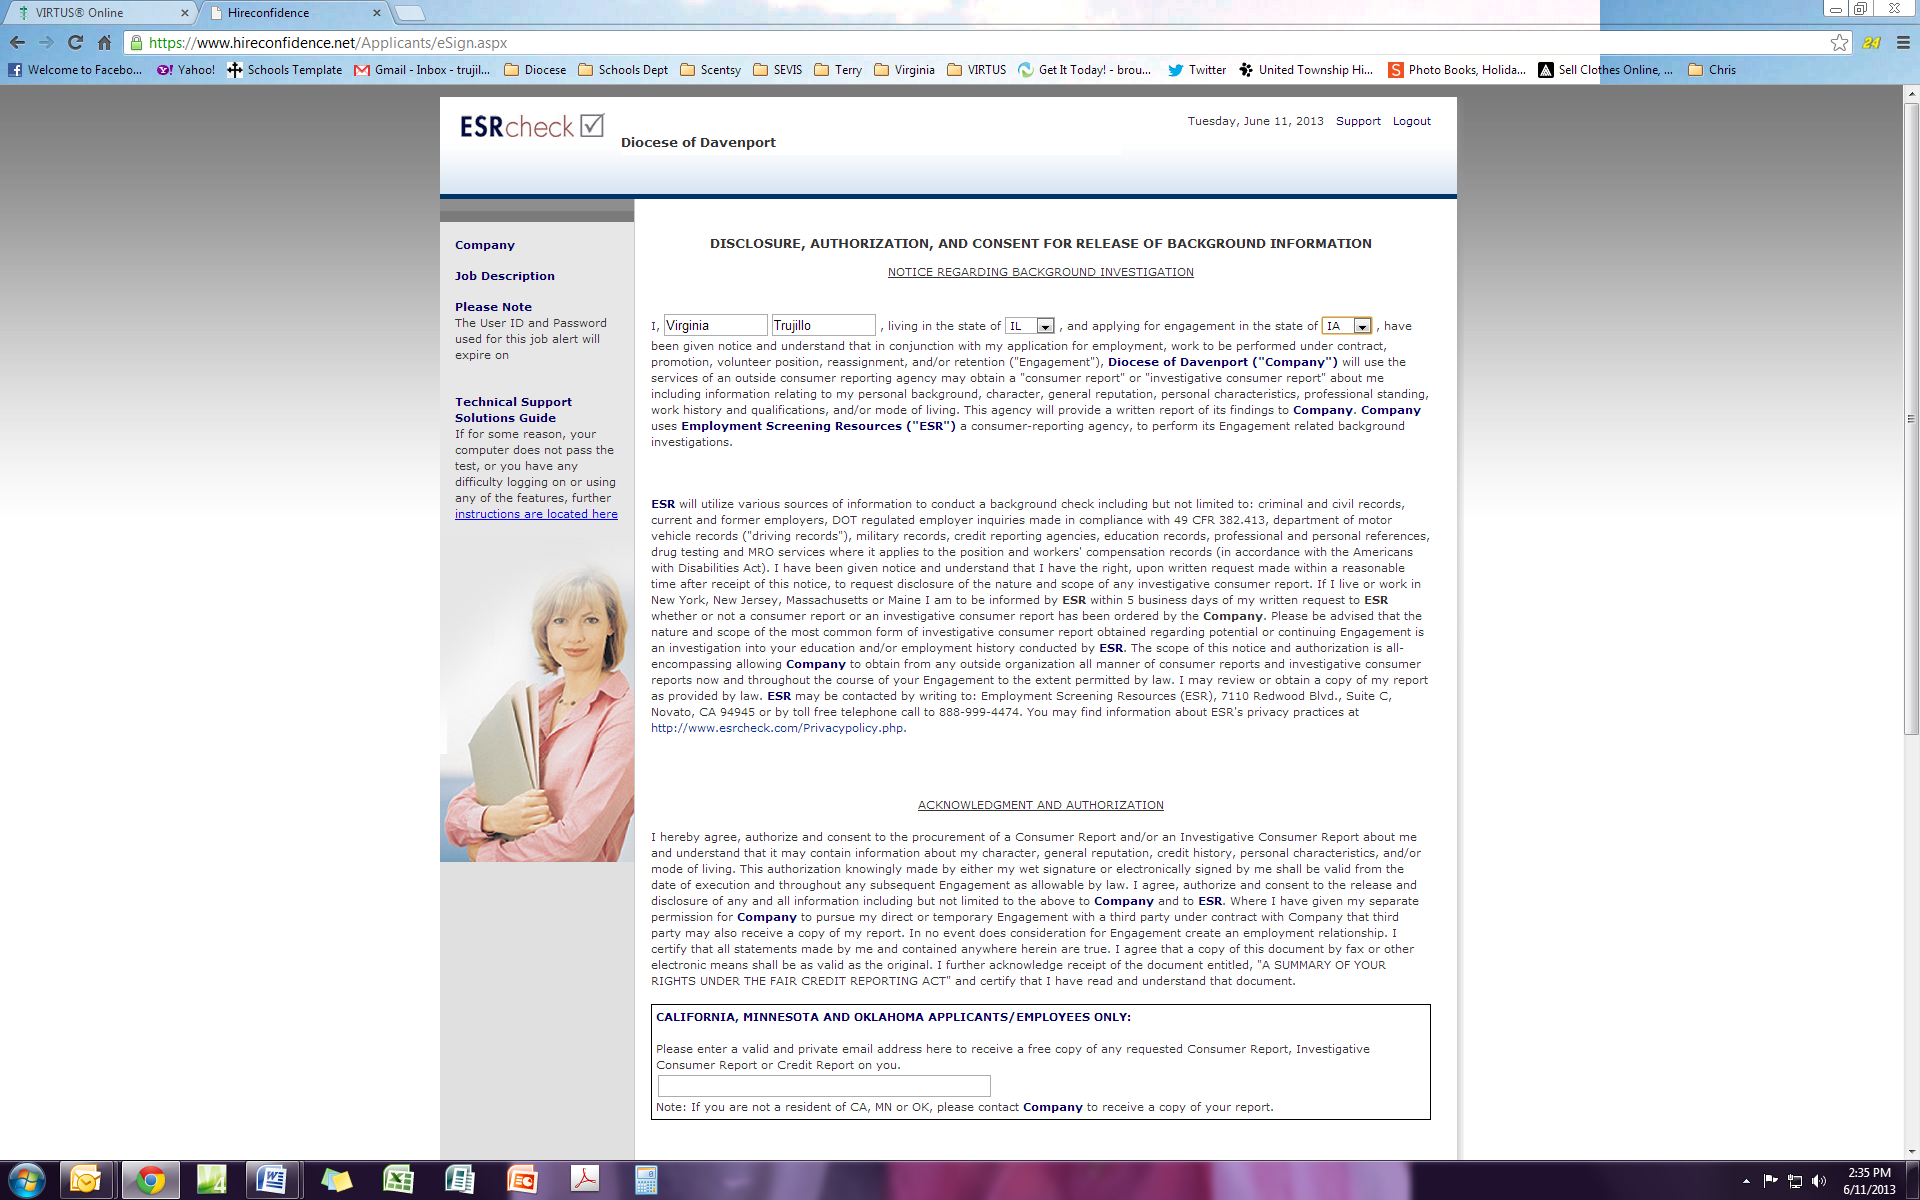 VIRTUS® Online
Hireconfidence
https://www.hireconfidence.net/Applicants/eSign.aspx
24
Welcome to Facebo...
Yahoo!
Schools Template
Gmail - Inbox - trujil...
Diocese
Schools Dept
Scentsy
SEVIS
Terry
Virginia
VIRTUS
Get It Today! - brou...
Twitter
United Township Hi...
Photo Books, Holida...
Sell Clothes Online, ...
Chris
ESRcheck
Diocese of Davenport
Tuesday, June 11, 2013 Support Logout
Company
Job Description
Please Note
The User ID and Password
used for this job alert will
expire on
Technical Support
Solutions Guide
If for some reason, your
computer does not pass the
test, or you have any
difficulty logging on or using
any of the features, further
instructions are located here
DISCLOSURE, AUTHORIZATION, AND CONSENT FOR RELEASE OF BACKGROUND INFORMATION
NOTICE REGARDING BACKGROUND INVESTIGATION
I, Virginia Trujillo , living in the state of IL , and applying for engagement in the state of IA , have
been given notice and understand that in conjunction with my application for employment, work to be performed under contract,
promotion, volunteer position, reassignment, and/or retention ("Engagement"), Diocese of Davenport ("Company") will use the
services of an outside consumer reporting agency may obtain a "consumer report" or "investigative consumer report" about me
including information relating to my personal background, character, general reputation, personal characteristics, professional standing,
work history and qualifications, and/or mode of living. This agency will provide a written report of its findings to Company. Company
uses Employment Screening Resources ("ESR") a consumer-reporting agency, to perform its Engagement related background
investigations.
ESR will utilize various sources of information to conduct a background check including but not limited to: criminal and civil records,
current and former employers, DOT regulated employer inquiries made in compliance with 49 CFR 382.413, department of motor
vehicle records ("driving records"), military records, credit reporting agencies, education records, professional and personal references,
drug testing and MRO services where it applies to the position and workers' compensation records (in accordance with the Americans
with Disabilities Act). I have been given notice and understand that I have the right, upon written request made within a reasonable
time after receipt of this notice, to request disclosure of the nature and scope of any investigative consumer report. If I live or work in
New York, New Jersey, Massachusetts or Maine I am to be informed by ESR within 5 business days of my written request to ESR
whether or not a consumer report or an investigative consumer report has been ordered by the Company. Please be advised that the
nature and scope of the most common form of investigative consumer report obtained regarding potential or continuing Engagement is
an investigation into your education and/or employment history conducted by ESR. The scope of this notice and authorization is all-
encompassing allowing Company to obtain from any outside organization all manner of consumer reports and investigative consumer
reports now and throughout the course of your Engagement to the extent permitted by law. I may review or obtain a copy of my report
as provided by law. ESR may be contacted by writing to: Employment Screening Resources (ESR), 7110 Redwood Blvd., Suite C,
Novato, CA 94945 or by toll free telephone call to 888-999-4474. You may find information about ESR's privacy practices at
http://www.esrcheck.com/Privacypolicy.php.
ACKNOWLEDGMENT AND AUTHORIZATION
I hereby agree, authorize and consent to the procurement of a Consumer Report and/or an Investigative Consumer Report about me
and understand that it may contain information about my character, general reputation, credit history, personal characteristics, and/or
mode of living. This authorization knowingly made by either my wet signature or electronically signed by me shall be valid from the
date of execution and throughout any subsequent Engagement as allowable by law. I agree, authorize and consent to the release and
disclosure of any and all information including but not limited to the above to Company and to ESR. Where I have given my separate
permission for Company to pursue my direct or temporary Engagement with a third party under contract with Company that third
party may also receive a copy of my report. In no event does consideration for Engagement create an employment relationship. I
certify that all statements made by me and contained anywhere herein are true. I agree that a copy of this document by fax or other
electronic means shall be as valid as the original. I further acknowledge receipt of the document entitled, "A SUMMARY OF YOUR
RIGHTS UNDER THE FAIR CREDIT REPORTING ACT" and certify that I have read and understand that document.
CALIFORNIA, MINNESOTA AND OKLAHOMA APPLICANTS/EMPLOYEES ONLY:
Please enter a valid and private email address here to receive a free copy of any requested Consumer Report, Investigative
Consumer Report or Credit Report on you.
Note: If you are not a resident of CA, MN or OK, please contact Company to receive a copy of your report.
2:35 PM
6/11/2013